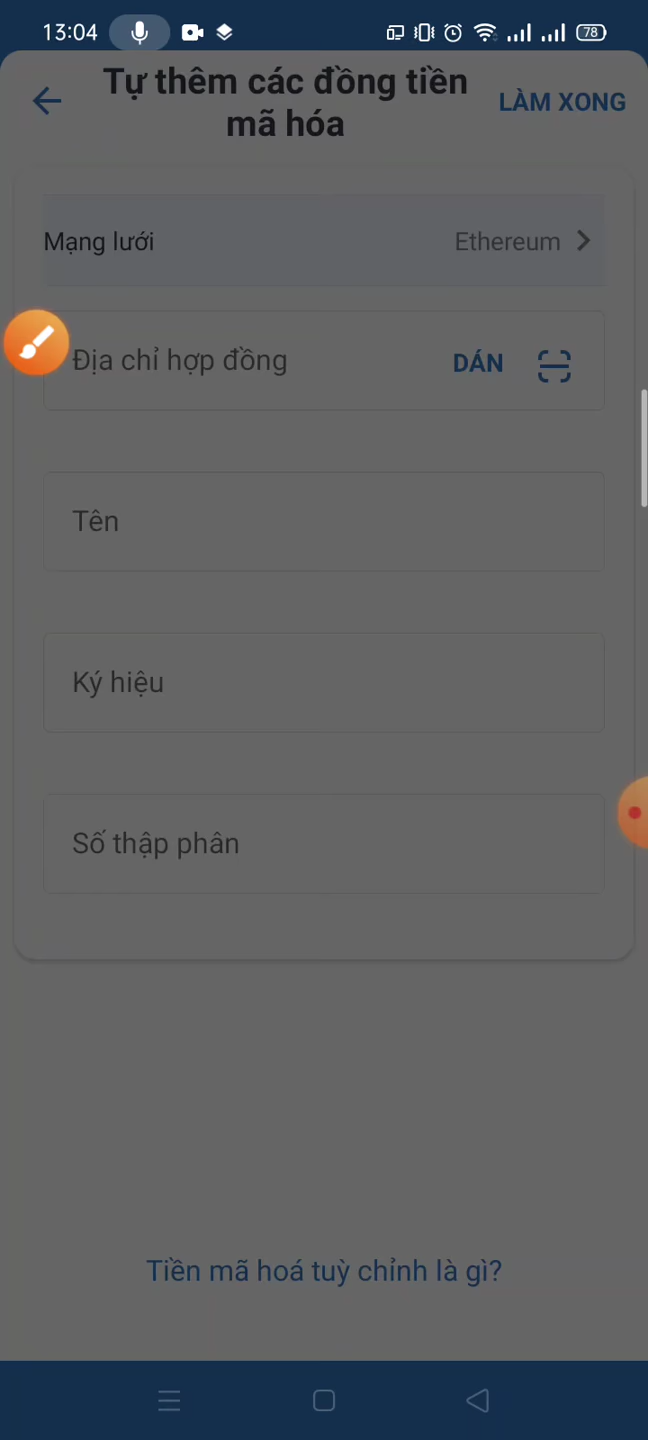 13:04
78
Tự thêm các đồng tiền
mã hóa
LÀM XONG
Mạng lưới
Ethereum
Địa chỉ hợp đồng
DÁN
Tên
Ký hiệu
Số thập phân
Tiền mã hoá tuỳ chỉnh là gì?